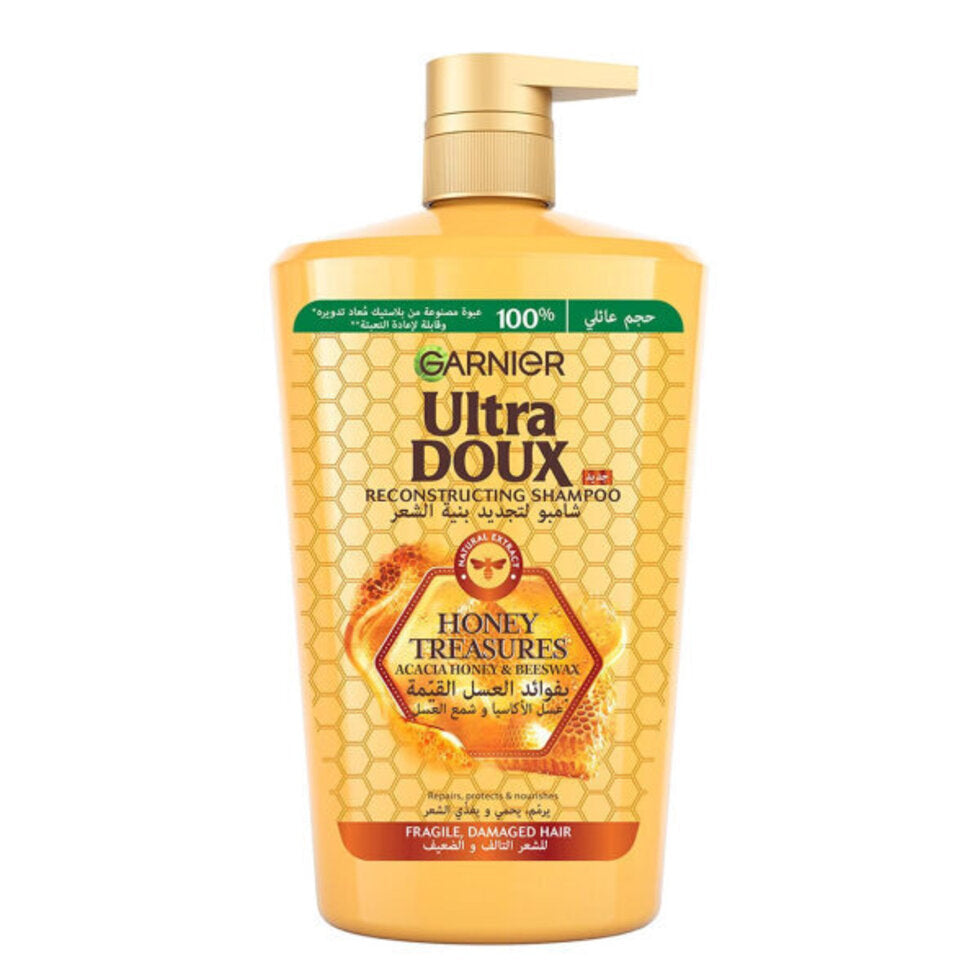 حجم عائلي
100%
عبوة مصنوعة من بلاستيك مُعاد تدويره*
وقابلة لإعادة التعبئة**
GARNIER
Ultra
DOUX
جديد
RECONSTRUCTING SHAMPOO
شامبو لتجديد بنية الشعر
NATURAL EXTRACT
HONEY
TREASURES
ACACIA HONEY & BEESWAX
بفوائد العسل القيّمة
عسل الأكاسيا و شمع العسل
Repairs, protects & nourishes
يرمّم، يحمي و يغذّي الشعر
FRAGILE, DAMAGED HAIR
للشعر التالف و الضعيف